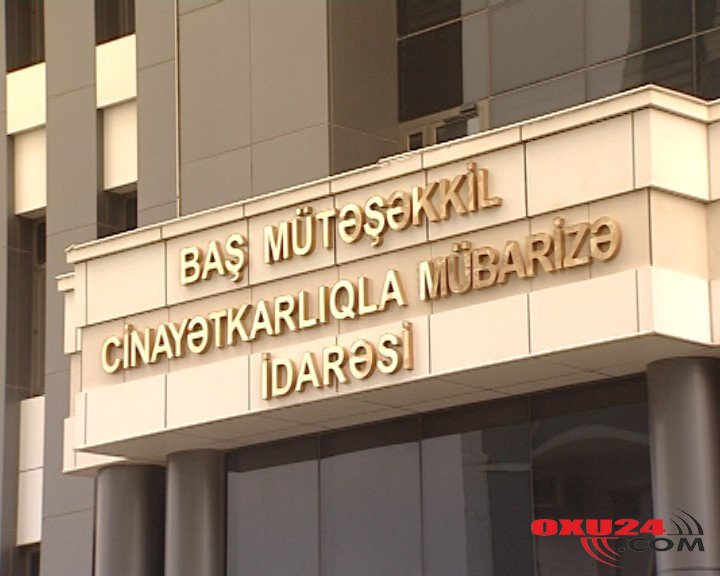 BAŞ MÜTƏŞƏKKİL
CİNAYƏTKARLIQLA MÜBARİZƏ
İDARƏSİ
OXU24
.COM